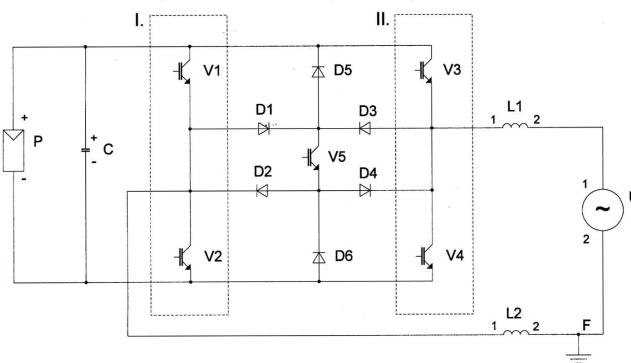 I.
II.
V1
D5
V3
D1
D3
L1
1
2
+
P
-
+
C
-
V5
D2
D4
1
~
2
V2
D6
V4
L2
1
2
F